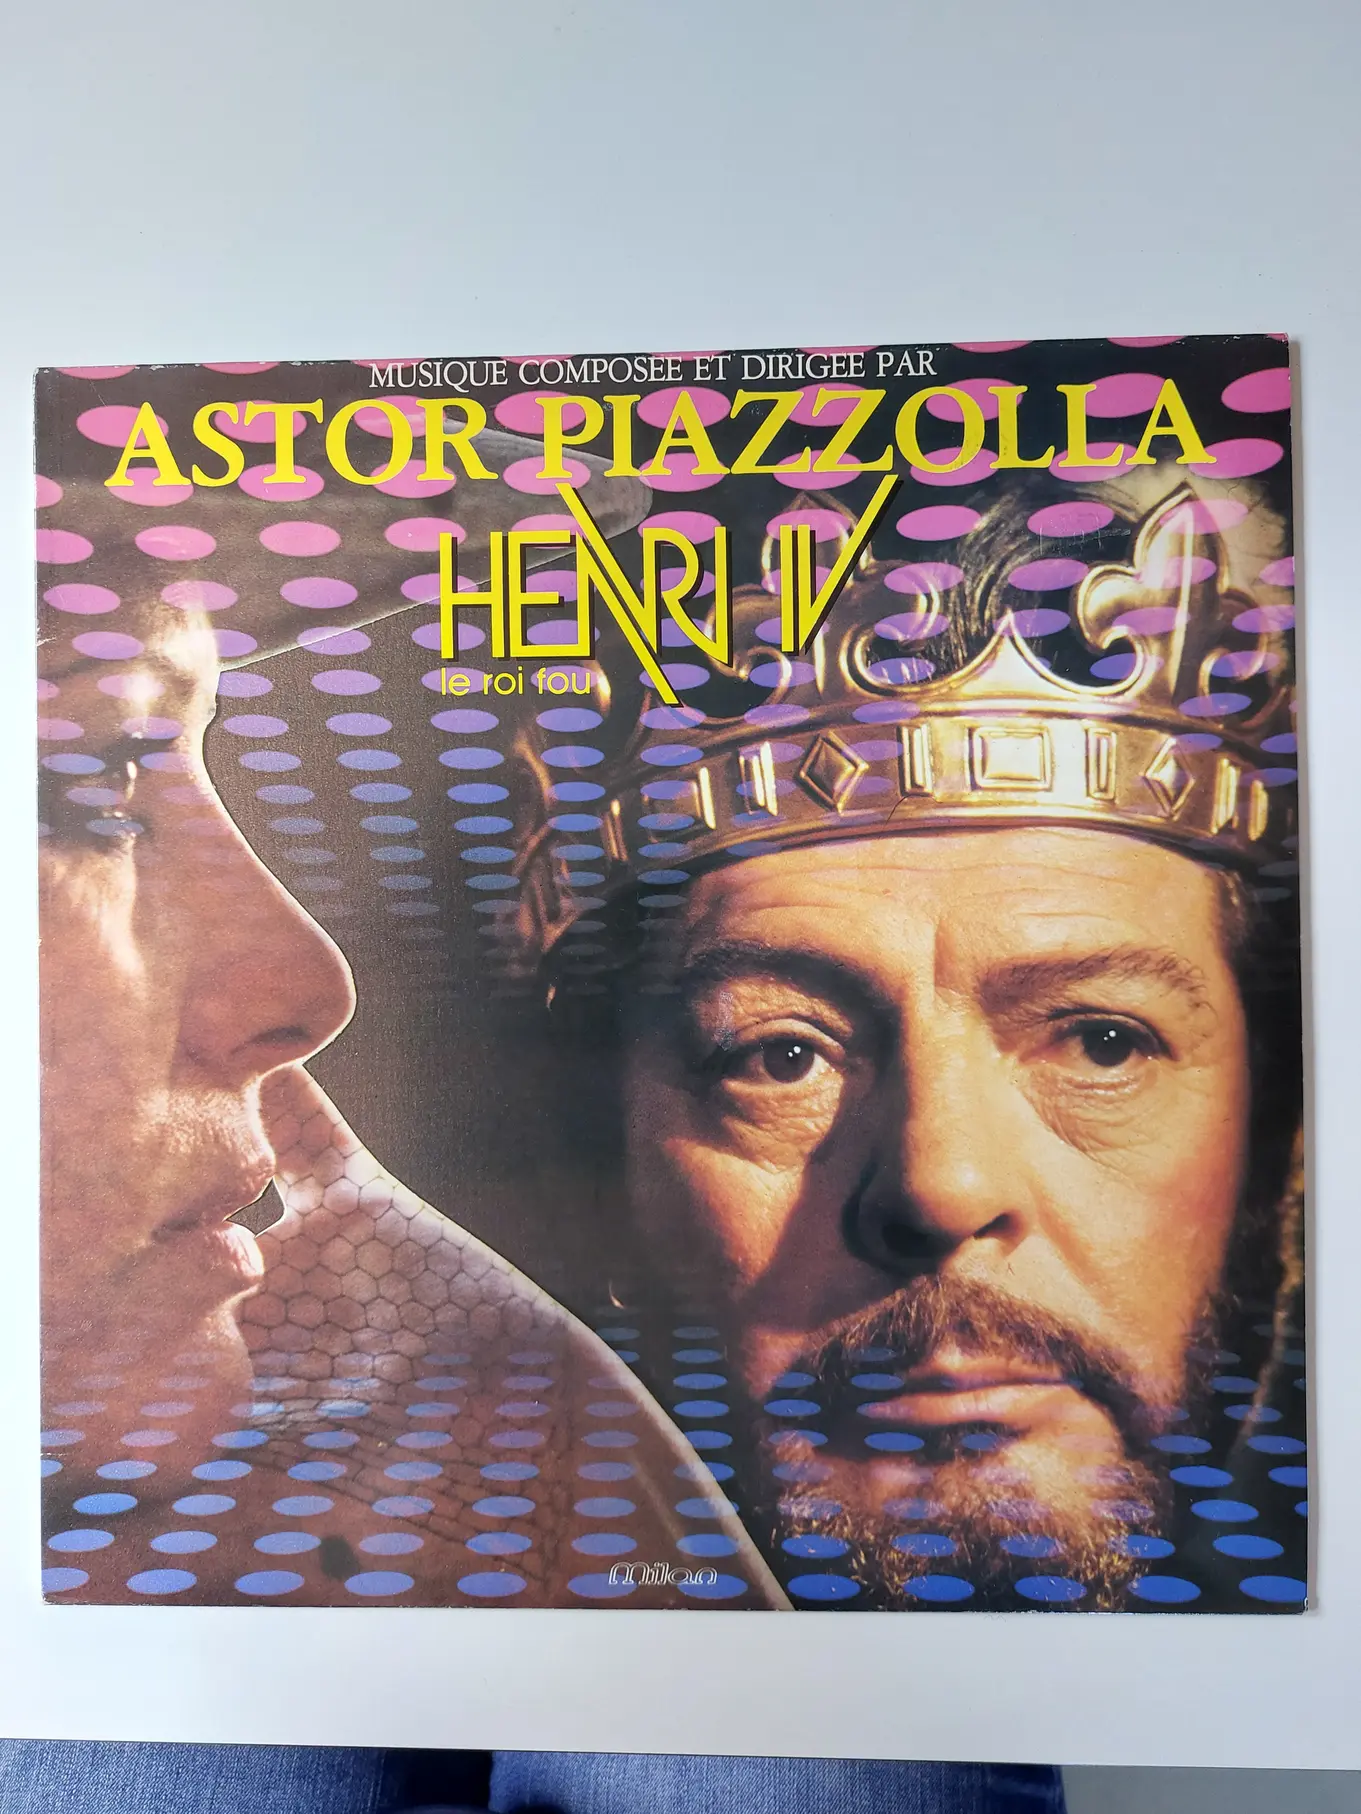 MUSIQUE COMPOSEE ET DIRIGEE PAR
ASTOR PIAZZOLLA
HENRI IV
le roi fou
milan